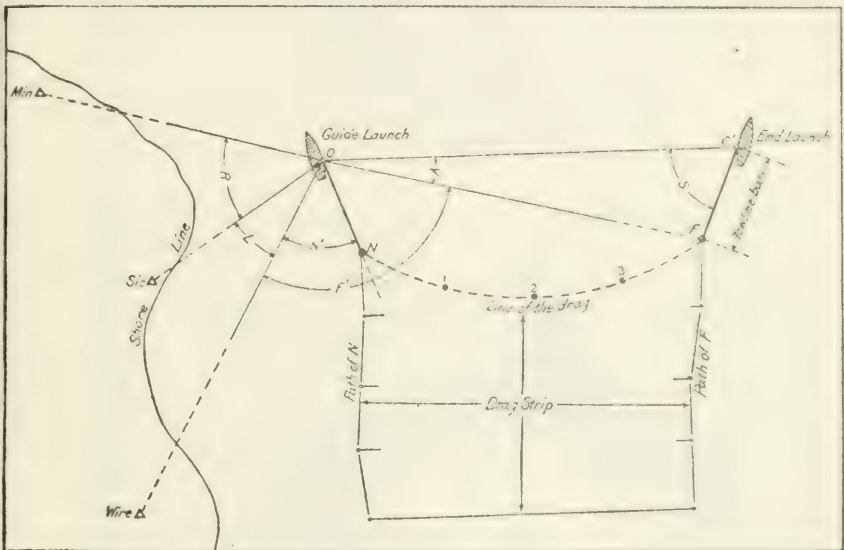 Min
Guide Launch
O
O'
End Launch
R
L
S
Towline
Shore Line
Sic
N'
N
F'
F
1
2
3
Line of the drag
Path of N
Path of F
Drag Strip
Wire